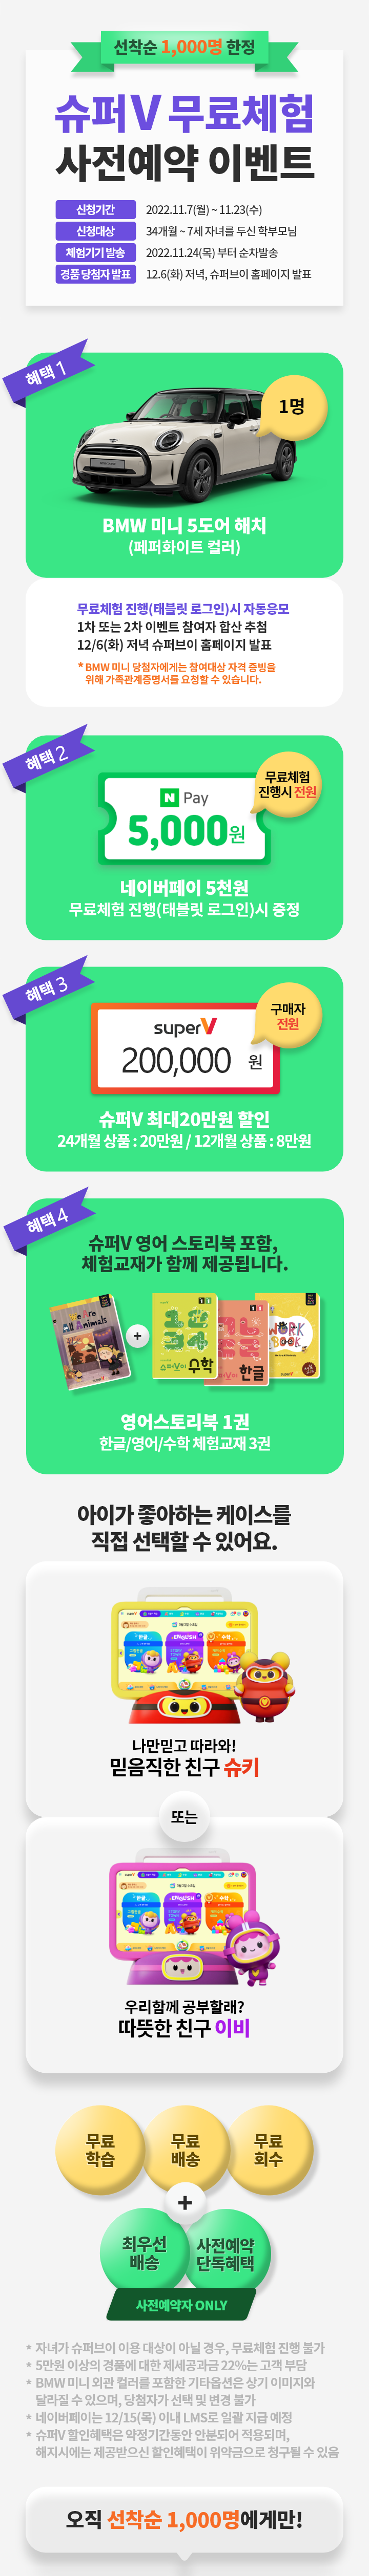 선착순 1,000명 한정
슈퍼V 무료체험
사전예약 이벤트
신청기간 2022.11.7(월) ~ 11.23(수)
신청대상 34개월 ~ 7세 자녀를 두신 학부모님
체험기기 발송 2022.11.24(목) 부터 순차발송
경품 당첨자 발표 12.6(화) 저녁, 슈퍼브이 홈페이지 발표
혜택 1
1명
BMW 미니 5도어 해치
(페퍼화이트 컬러)
무료체험 진행(태블릿 로그인)시 자동응모
1차 또는 2차 이벤트 참여자 합산 추첨
12/6(화) 저녁 슈퍼브이 홈페이지 발표
* BMW 미니 당첨자에게는 참여대상 자격 증빙을
위해 가족관계증명서를 요청할 수 있습니다.
혜택 2
무료체험
진행시 전원
N Pay
5,000원
네이버페이 5천원
무료체험 진행(태블릿 로그인)시 증정
혜택 3
구매자
전원
superV
200,000 원
슈퍼V 최대20만원 할인
24개월 상품 : 20만원 / 12개월 상품 : 8만원
혜택 4
슈퍼V 영어 스토리북 포함,
체험교재가 함께 제공됩니다.
We Are
All Animals
+
슈퍼브이 수학
슈퍼브이 한글
WORK
BOOK
영어스토리북 1권
한글/영어/수학 체험교재 3권
아이가 좋아하는 케이스를
직접 선택할 수 있어요.
superV
한글
ENGLISH
수학
나만믿고 따라와!
믿음직한 친구 슈키
또는
superV
한글
ENGLISH
수학
우리함께 공부할래?
따뜻한 친구 이비
무료
학습
무료
배송
무료
회수
+
최우선
배송
사전예약
단독혜택
사전예약자 ONLY
* 자녀가 슈퍼브이 이용 대상이 아닐 경우, 무료체험 진행 불가
* 5만원 이상의 경품에 대한 제세공과금 22%는 고객 부담
* BMW 미니 외관 컬러를 포함한 기타옵션은 상기 이미지와
달라질 수 있으며, 당첨자가 선택 및 변경 불가
* 네이버페이는 12/15(목) 이내 LMS로 일괄 지급 예정
* 슈퍼V 할인혜택은 약정기간동안 안분되어 적용되며,
해지시에는 제공받으신 할인혜택이 위약금으로 청구될 수 있음
오직 선착순 1,000명에게만!